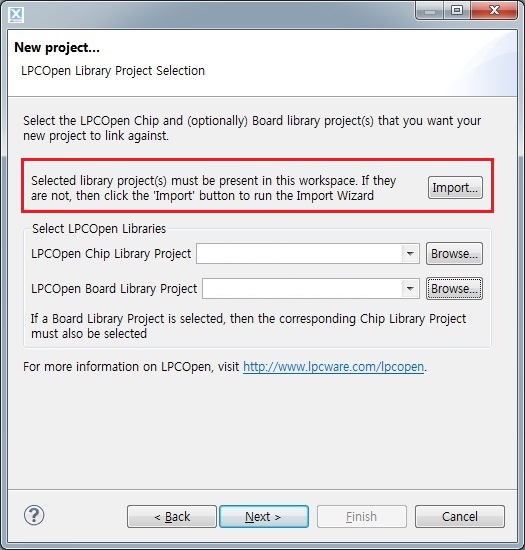 New project...
LPCOpen Library Project Selection
Select the LPCOpen Chip and (optionally) Board library project(s) that you want your
new project to link against.
Selected library project(s) must be present in this workspace. If they
are not, then click the 'Import' button to run the Import Wizard
Import...
Select LPCOpen Libraries
LPCOpen Chip Library Project
Browse...
LPCOpen Board Library Project
Browse...
If a Board Library Project is selected, then the corresponding Chip Library Project
must also be selected
For more information on LPCOpen, visit http://www.lpcware.com/lpcopen.
?
< Back
Next >
Finish
Cancel